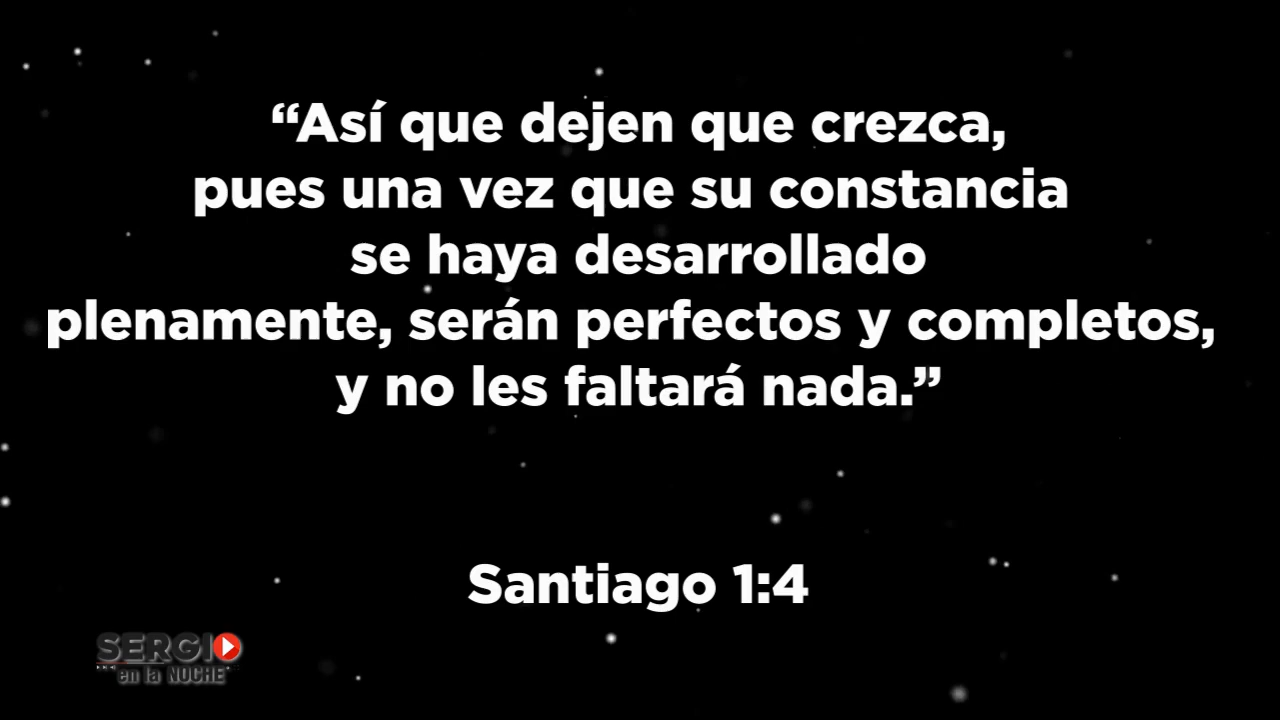 “Así que dejen que crezca,
pues una vez que su constancia
se haya desarrollado
plenamente, serán perfectos y completos,
y no les faltará nada.”
Santiago 1:4
SERGIO
en la NOCHE